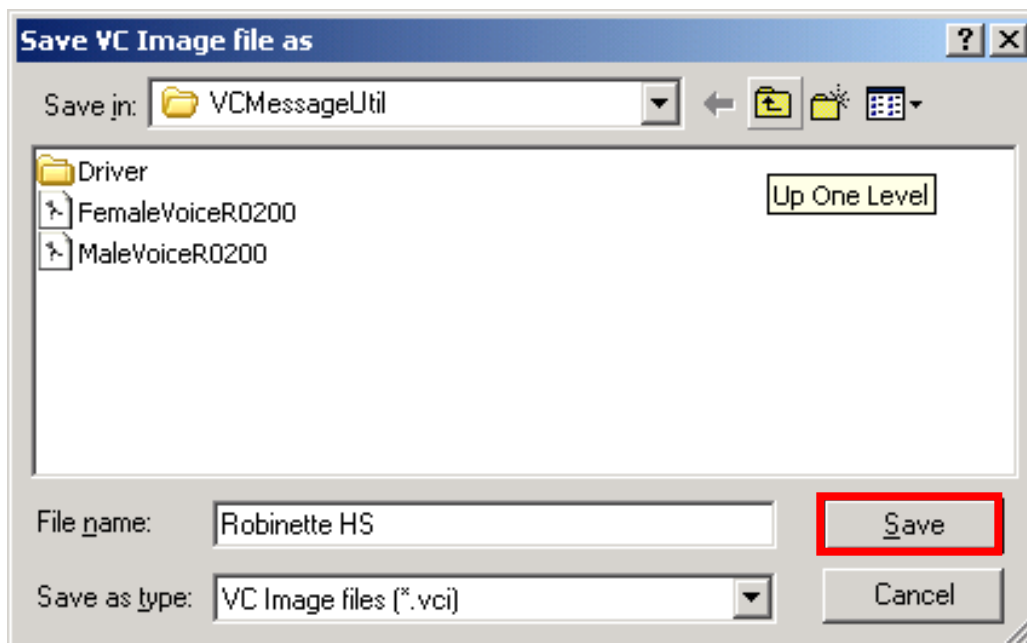 Save VC Image file as
Save in: VCMessageUtil
Driver
Up One Level
FemaleVoiceR0200
MaleVoiceR0200
File name: Robinette HS Save
Save as type: VC Image files (*.vci) Cancel